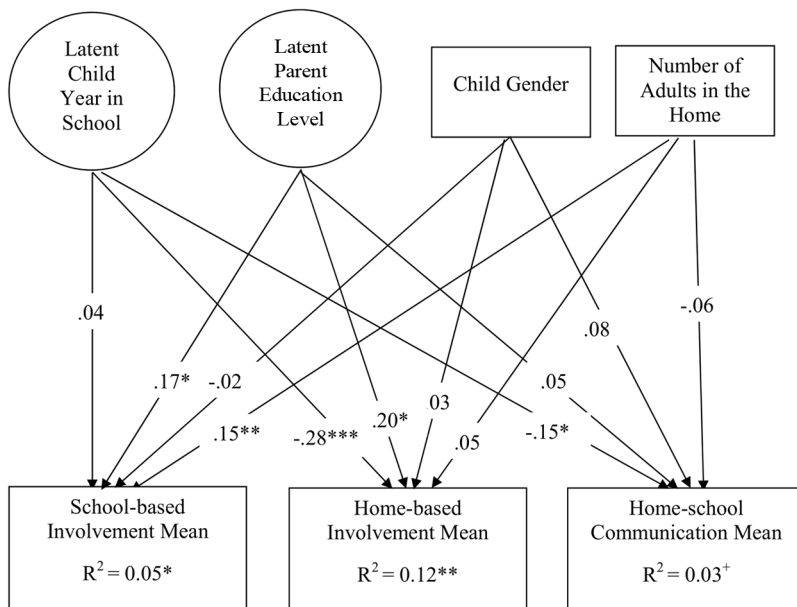 Latent
Child
Year in
School
Latent
Parent
Education
Level
Child Gender
Number of
Adults in the
Home
.04
-.06
.08
.17*
-.02
.05
.20*
.03
.15**
-.28***
.05
-.15*
School-based
Involvement Mean
R² = 0.05*
Home-based
Involvement Mean
R² = 0.12**
Home-school
Communication Mean
R² = 0.03⁺